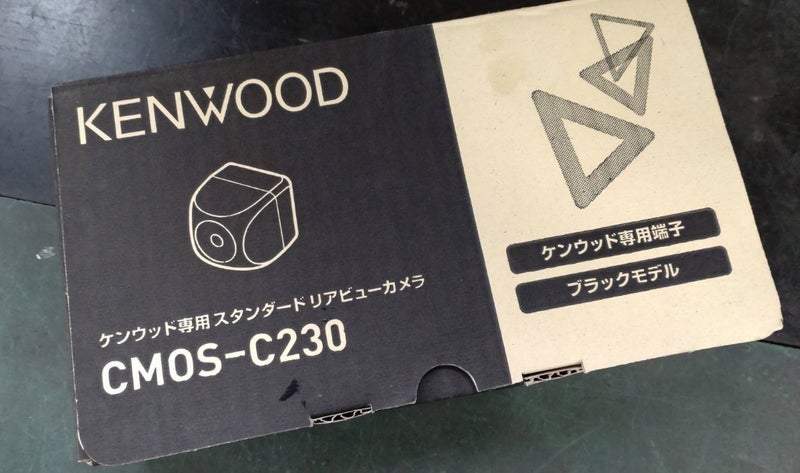 KENWOOD
ケンウッド専用 スタンダード リアビューカメラ
CMOS-C230
ケンウッド専用端子
ブラックモデル